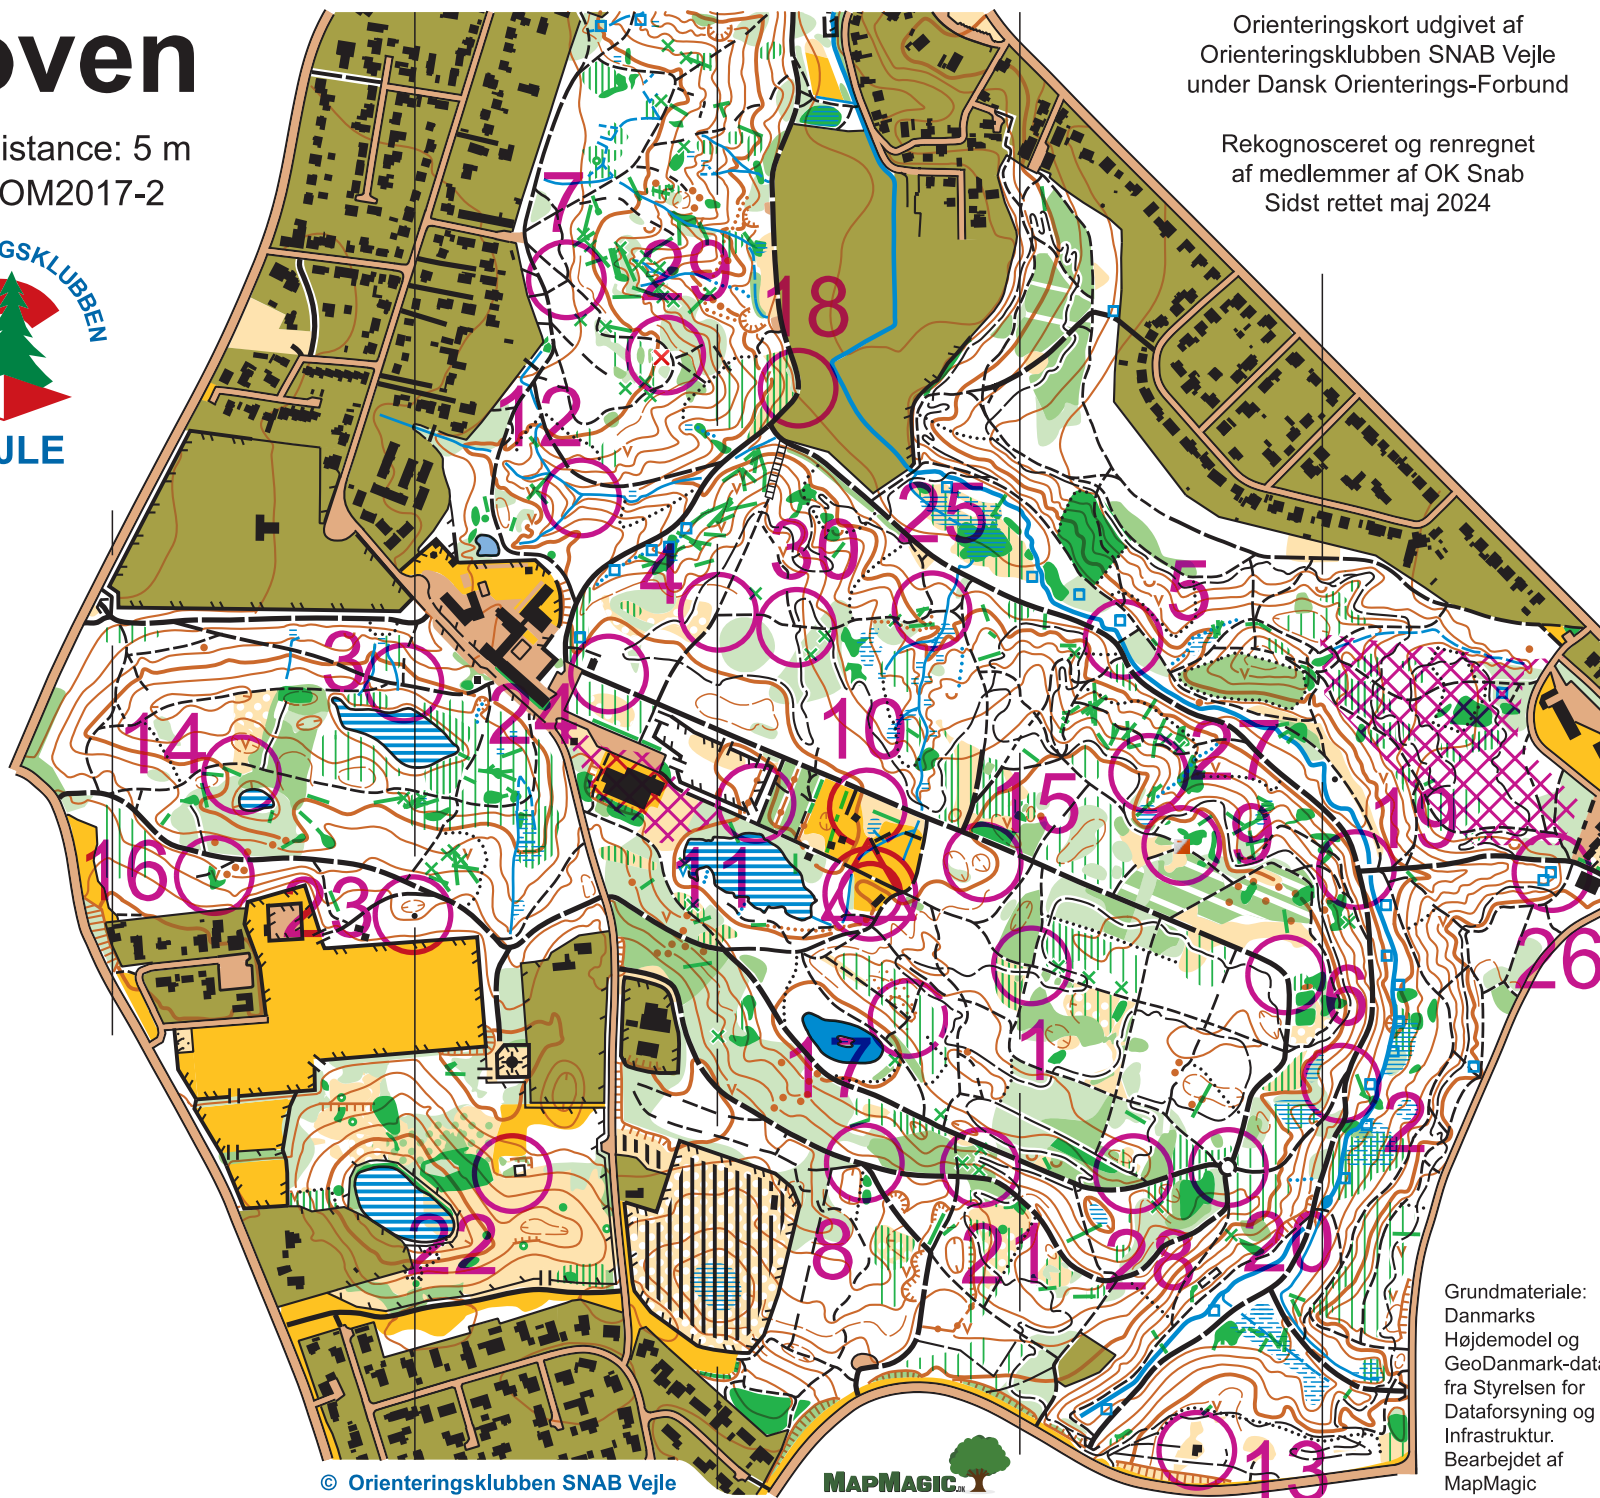 oven
Orienteringskort udgivet af
Orienteringsklubben SNAB Vejle
under Dansk Orienterings-Forbund
istance: 5 m
OM2017-2
Rekognosceret og renregnet
af medlemmer af OK Snab
Sidst rettet maj 2024
GSKLUBBEN
JLE
7
29
18
12
25
30
4
5
3
24
14
10
27
15
19
9
11
16
23
26
6
1
17
2
8
21
28
20
22
13
Grundmateriale:
Danmarks
Højdemodel og
GeoDanmark-data
fra Styrelsen for
Dataforsyning og
Infrastruktur.
Bearbejdet af
MapMagic
© Orienteringsklubben SNAB Vejle
MAPMAGIC.DK